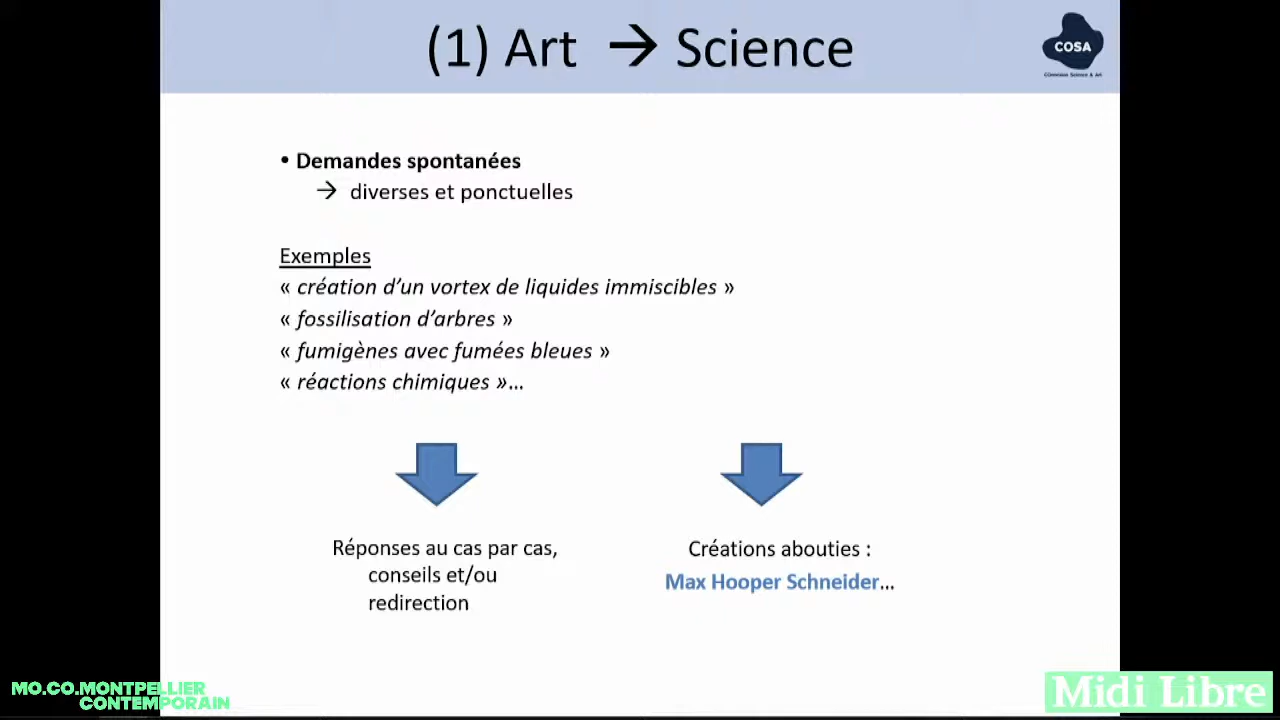 (1) Art → Science
COSA
COmmision Science & Art
• Demandes spontanées
→ diverses et ponctuelles
Exemples
« création d’un vortex de liquides immiscibles »
« fossilisation d’arbres »
« fumigènes avec fumées bleues »
« réactions chimiques »…
Réponses au cas par cas,
conseils et/ou
redirection
Créations abouties :
Max Hooper Schneider…
MO.CO.MONTPELLIER
CONTEMPORAIN
Midi Libre